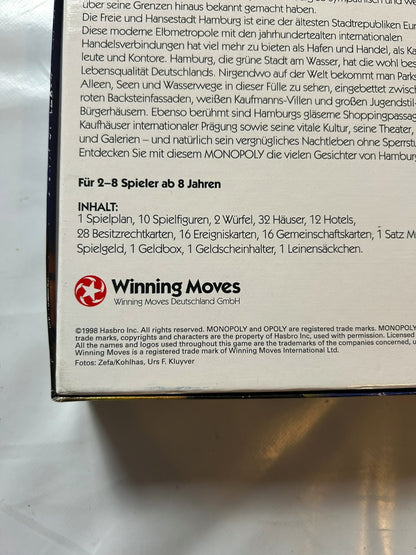 über seine Grenzen hinaus bekannt gemacht haben.
Die Freie und Hansestadt Hamburg ist eine der ältesten Stadtrepubliken
Diese moderne Elbmetropole mit den jahrhundertealten internationalen
Handelsverbindungen hat viel mehr zu bieten als Hafen und Handel, als
leute und Kontore. Hamburg, die grüne Stadt am Wasser, hat die wohl
Lebensqualität Deutschlands. Nirgendwo auf der Welt bekommt man
Alleen, Seen und Wasserwege in dieser Fülle zu sehen, eingebettet
roten Backsteinfassaden, weißen Kaufmanns-Villen und großen Jugendstil-
Bürgerhäusern. Ebenso berühmt sind Hamburgs gläserne
Kaufhäuser internationaler Prägung sowie seine vitale Kultur, seine Theater,
und Galerien – und natürlich sein vergnügliches Nachtleben ohne
Entdecken Sie mit diesem MONOPOLY die vielen Gesichter von
Für 2–8 Spieler ab 8 Jahren
INHALT:
1 Spielplan, 10 Spielfiguren, 2 Würfel, 32 Häuser, 12 Hotels,
28 Besitzrechtkarten, 16 Ereigniskarten, 16 Gemeinschaftskarten, 1 Satz
Spielgeld, 1 Geldbox, 1 Geldscheinhalter, 1 Leinensäckchen.
Winning Moves
Winning Moves Deutschland GmbH
©1998 Hasbro Inc. All rights reserved. MONOPOLY and OPOLY are registered trade marks. MONOPOLY
trade marks, copyrights and characters are the property of Hasbro Inc, used with permission.
All the names and logos used throughout this game are the trademarks of the companies concerned,
Winning Moves is a registered trade mark of Winning Moves International Ltd.
Fotos: Zefa/Kohlhas, Urs F. Kluyver